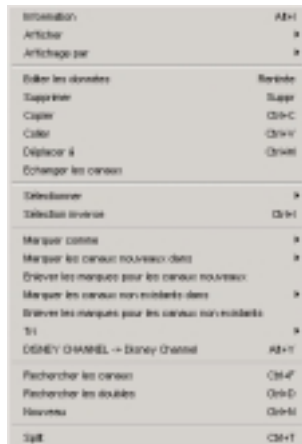 Information Alt+I
Afficher
Affichage par
Editer les données Rentrée
Supprimer Suppr
Copier Ctrl+C
Coller Ctrl+V
Déplacer à Ctrl+M
Echanger les canaux
Sélectionner
Sélection inverse Ctrl+I
Marquer comme
Marquer les canaux nouveaux dans
Enlever les marques pour les canaux nouveaux
Marquer les canaux non existants dans
Enlever les marques pour les canaux non existants
Tri
DISNEY CHANNEL -> Disney Channel Alt+Y
Rechercher les canaux Ctrl+F
Rechercher les doubles Ctrl+D
Nouveau Ctrl+N
Split Ctrl+T